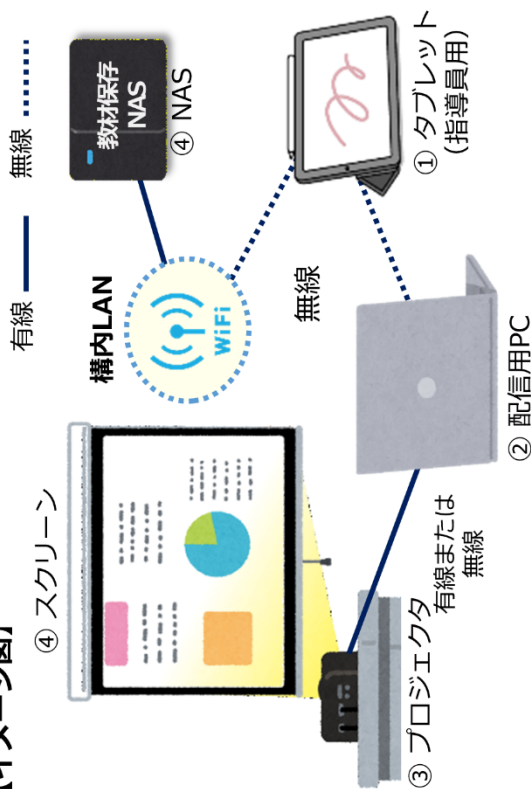 【イメージ図】
有線
無線
④ スクリーン
構内LAN
WiFi
教材保存
NAS
④ NAS
無線
① タブレット
(指導員用)
② 配信用PC
有線または
無線
③ プロジェクタ